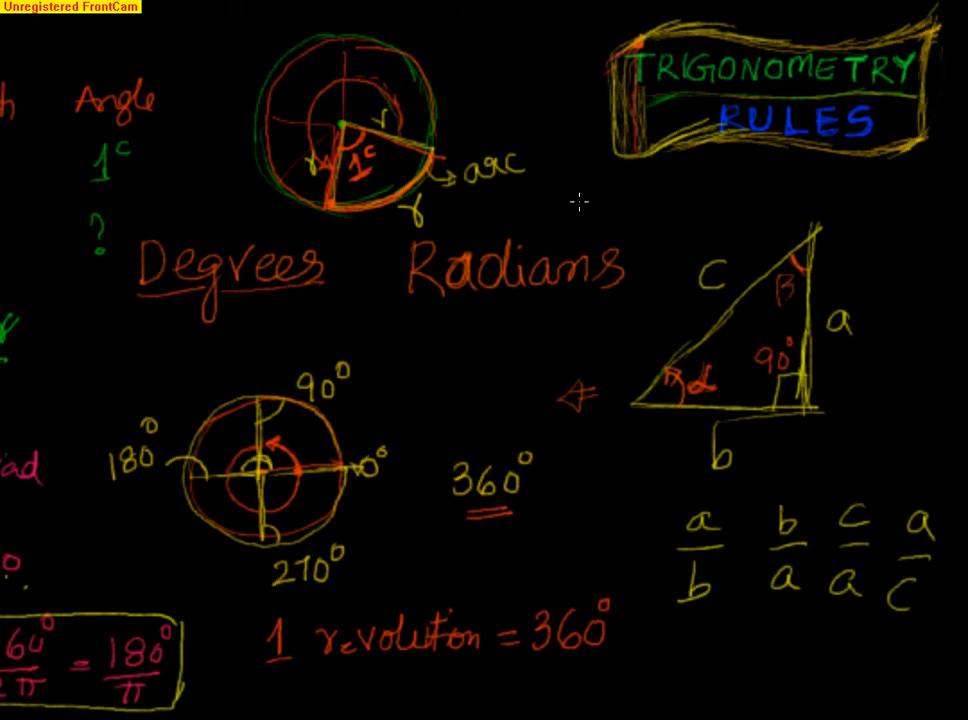 Unregistered FrontCam
TRIGONOMETRY
RULES
Angle
1ᶜ
?
r
r
1ᶜ
arc
r
Degrees Radians
c
β
a
90°
α
b
90°
180°
0°
270°
360°
a/b b/a c/a a/c
1 revolution = 360°
= 180°/π